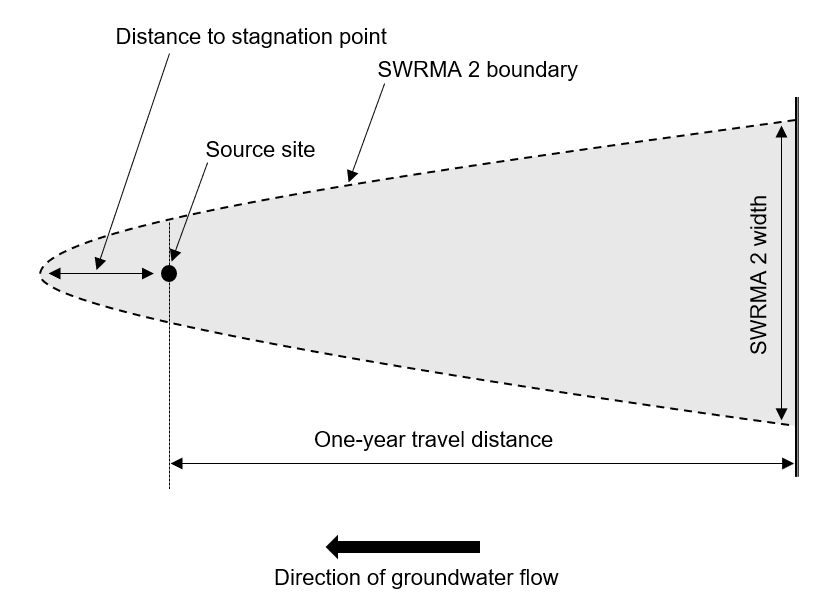 Distance to stagnation point
SWRMA 2 boundary
Source site
SWRMA 2 width
One-year travel distance
Direction of groundwater flow